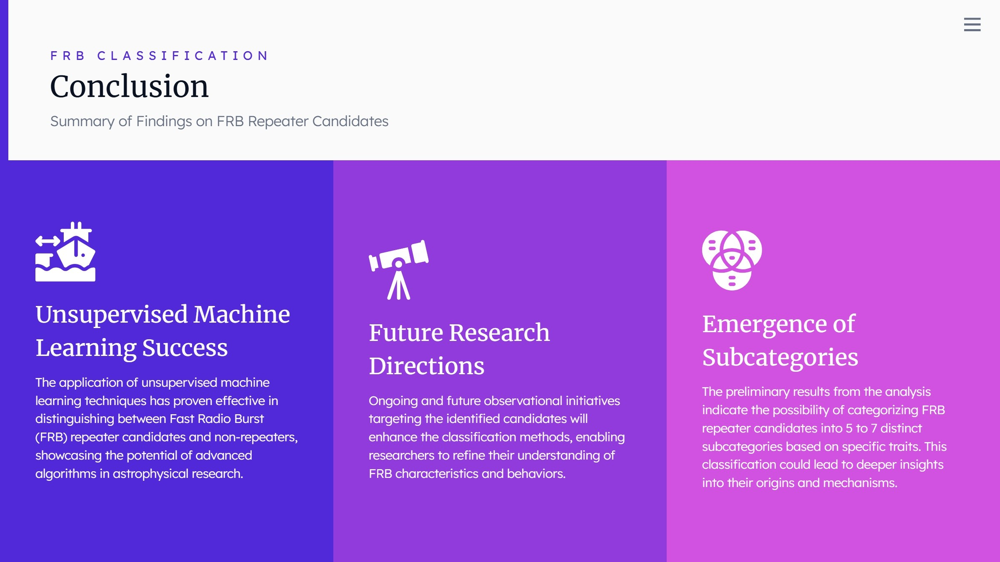 FRB CLASSIFICATION
Conclusion
Summary of Findings on FRB Repeater Candidates
Unsupervised Machine
Learning Success
The application of unsupervised machine
learning techniques has proven effective in
distinguishing between Fast Radio Burst
(FRB) repeater candidates and non-repeaters,
showcasing the potential of advanced
algorithms in astrophysical research.
Future Research
Directions
Ongoing and future observational initiatives
targeting the identified candidates will
enhance the classification methods, enabling
researchers to refine their understanding of
FRB characteristics and behaviors.
Emergence of
Subcategories
The preliminary results from the analysis
indicate the possibility of categorizing FRB
repeater candidates into 5 to 7 distinct
subcategories based on specific traits. This
classification could lead to deeper insights
into their origins and mechanisms.